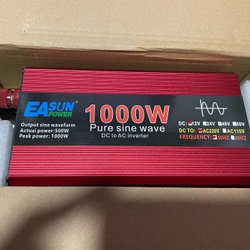 EASUN
POWER
Output sine waveform
Actual power: 500W
Peak power: 1000W
1000W
Pure sine wave
DC to AC inverter
DC: 12V 24V 48V 60V
DC TO: AC220V AC110V
FREQUENCY: 50HZ 60HZ